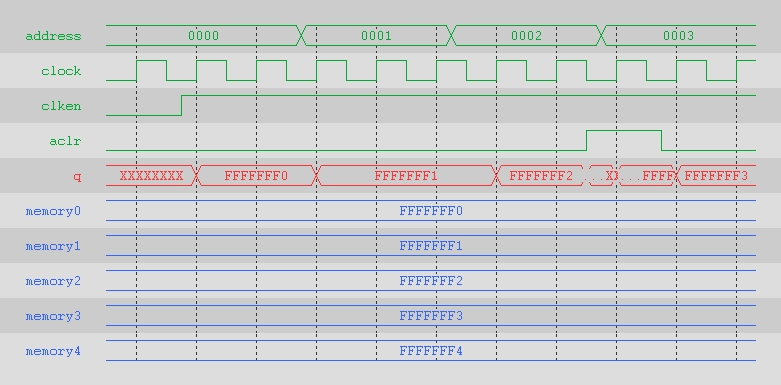 address 0000 0001 0002 0003
clock
clken
aclr
q XXXXXXXX FFFFFFF0 FFFFFFF1 FFFFFFF2 ...XX ...FFFF FFFFFFF3
memory0 FFFFFFF0
memory1 FFFFFFF1
memory2 FFFFFFF2
memory3 FFFFFFF3
memory4 FFFFFFF4